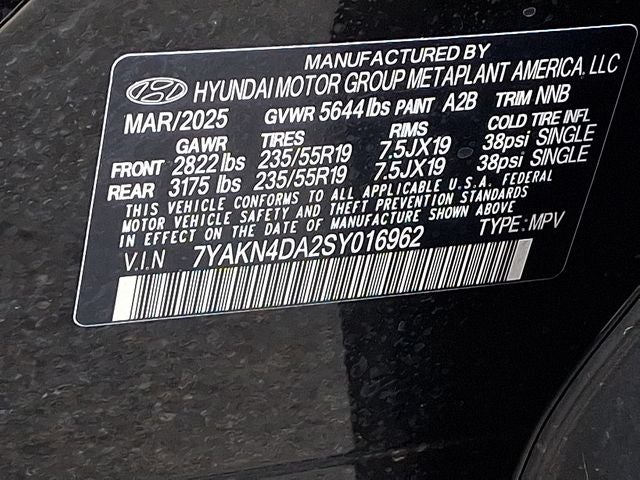 MANUFACTURED BY
HYUNDAI MOTOR GROUP METAPLANT AMERICA, LLC
MAR/2025 GVWR 5644 lbs PAINT A2B TRIM NNB
GAWR TIRES RIMS COLD TIRE INFL
FRONT 2822 lbs 235/55R19 7.5JX19 38psi SINGLE
REAR 3175 lbs 235/55R19 7.5JX19 38psi SINGLE
THIS VEHICLE CONFORMS TO ALL APPLICABLE U.S.A. FEDERAL
MOTOR VEHICLE SAFETY AND THEFT PREVENTION STANDARDS
IN EFFECT ON THE DATE OF MANUFACTURE SHOWN ABOVE
V.I.N 7YAKN4DA2SY016962 TYPE: MPV